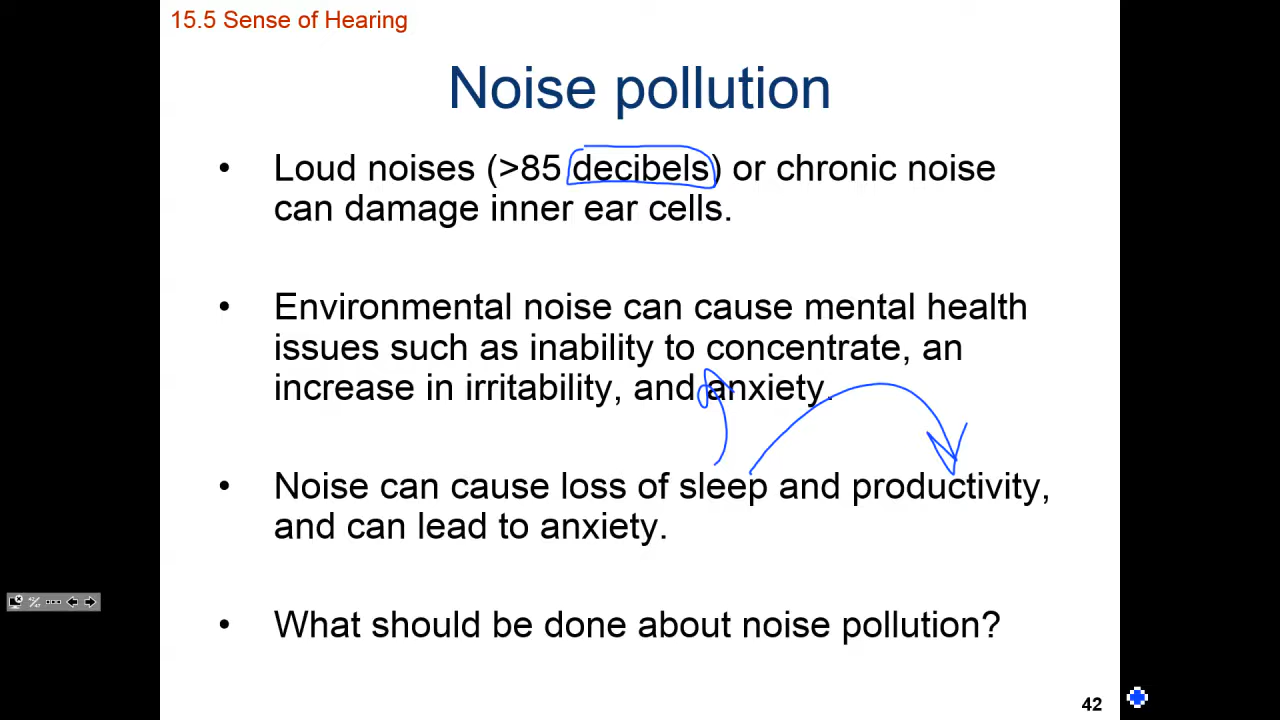 15.5 Sense of Hearing
Noise pollution
• Loud noises (>85 decibels) or chronic noise
can damage inner ear cells.
• Environmental noise can cause mental health
issues such as inability to concentrate, an
increase in irritability, and anxiety.
• Noise can cause loss of sleep and productivity,
and can lead to anxiety.
• What should be done about noise pollution?
42